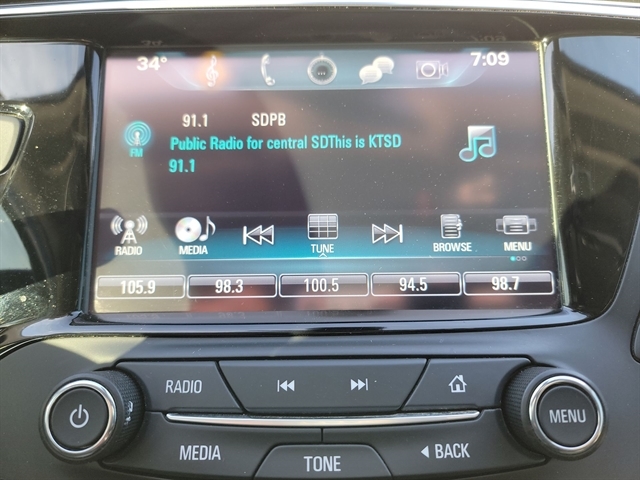 34° 7:09
91.1 SDPB
FM Public Radio for central SDThis is KTSD
91.1
RADIO MEDIA TUNE BROWSE MENU
105.9 98.3 100.5 94.5 98.7
RADIO MENU
MEDIA TONE BACK